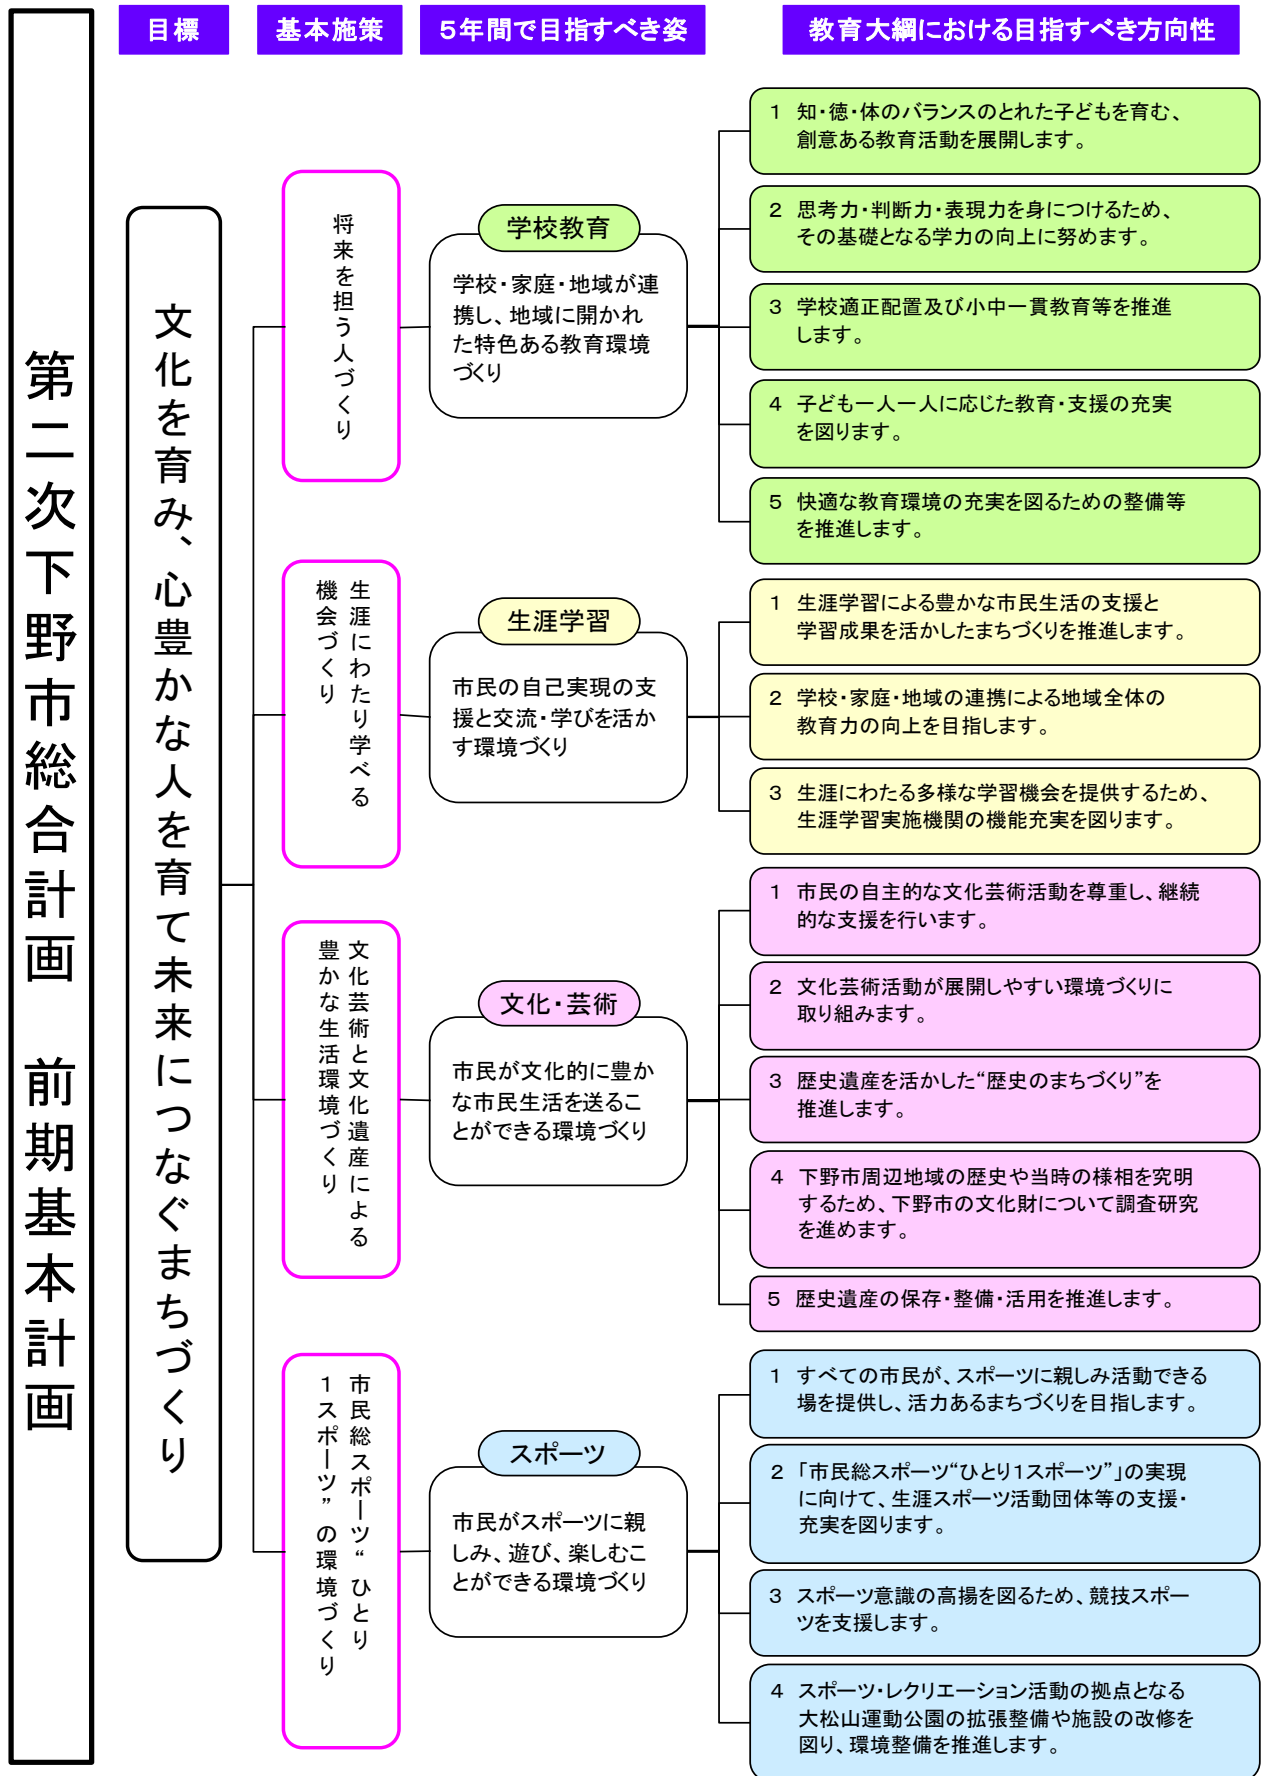 第二次下野市総合計画　前期基本計画
目標
基本施策
5年間で目指すべき姿
教育大綱における目指すべき方向性
文化を育み、心豊かな人を育て未来につなぐまちづくり
将来を担う人づくり
学校教育
学校・家庭・地域が連
携し、地域に開かれ
た特色ある教育環境
づくり
1 知・徳・体のバランスのとれた子どもを育む、
創意ある教育活動を展開します。
2 思考力・判断力・表現力を身につけるため、
その基礎となる学力の向上に努めます。
3 学校適正配置及び小中一貫教育等を推進
します。
4 子ども一人一人に応じた教育・支援の充実
を図ります。
5 快適な教育環境の充実を図るための整備等
を推進します。
生涯にわたり学べる
機会づくり
生涯学習
市民の自己実現の支
援と交流・学びを活か
す環境づくり
1 生涯学習による豊かな市民生活の支援と
学習成果を活かしたまちづくりを推進します。
2 学校・家庭・地域の連携による地域全体の
教育力の向上を目指します。
3 生涯にわたる多様な学習機会を提供するため、
生涯学習実施機関の機能充実を図ります。
文化芸術と文化遺産による
豊かな生活環境づくり
文化・芸術
市民が文化的に豊か
な市民生活を送るこ
とができる環境づくり
1 市民の自主的な文化芸術活動を尊重し、継続
的な支援を行います。
2 文化芸術活動が展開しやすい環境づくりに
取り組みます。
3 歴史遺産を活かした“歴史のまちづくり”を
推進します。
4 下野市周辺地域の歴史や当時の様相を究明
するため、下野市の文化財について調査研究
を進めます。
5 歴史遺産の保存・整備・活用を推進します。
市民総スポーツ“ひとり
1スポーツ”の環境づくり
スポーツ
市民がスポーツに親
しみ、遊び、楽しむこ
とができる環境づくり
1 すべての市民が、スポーツに親しみ活動できる
場を提供し、活力あるまちづくりを目指します。
2 「市民総スポーツ“ひとり1スポーツ”」の実現
に向けて、生涯スポーツ活動団体等の支援・
充実を図ります。
3 スポーツ意識の高揚を図るため、競技スポー
ツを支援します。
4 スポーツ・レクリエーション活動の拠点となる
大松山運動公園の拡張整備や施設の改修を
図り、環境整備を推進します。